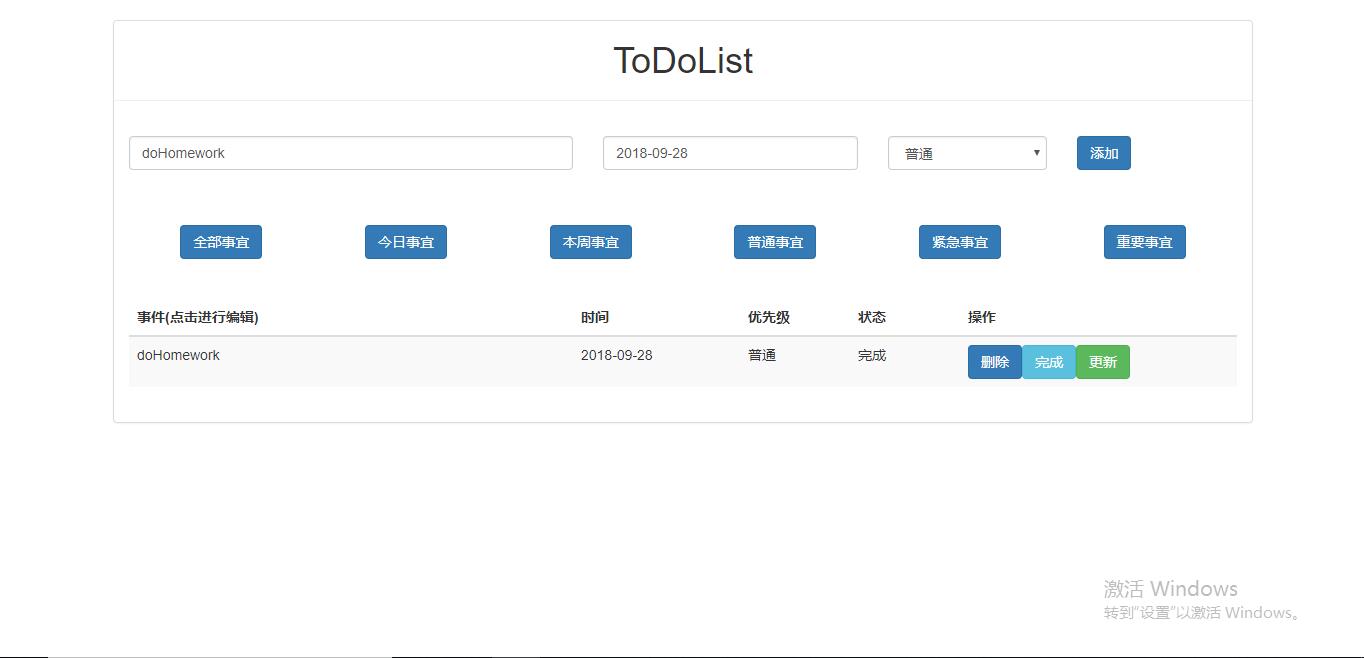 ToDoList
doHomework 2018-09-28 普通 添加
全部事宜 今日事宜 本周事宜 普通事宜 紧急事宜 重要事宜
事件(点击进行编辑) 时间 优先级 状态 操作
doHomework 2018-09-28 普通 完成 删除 完成 更新
激活 Windows
转到"设置"以激活 Windows。